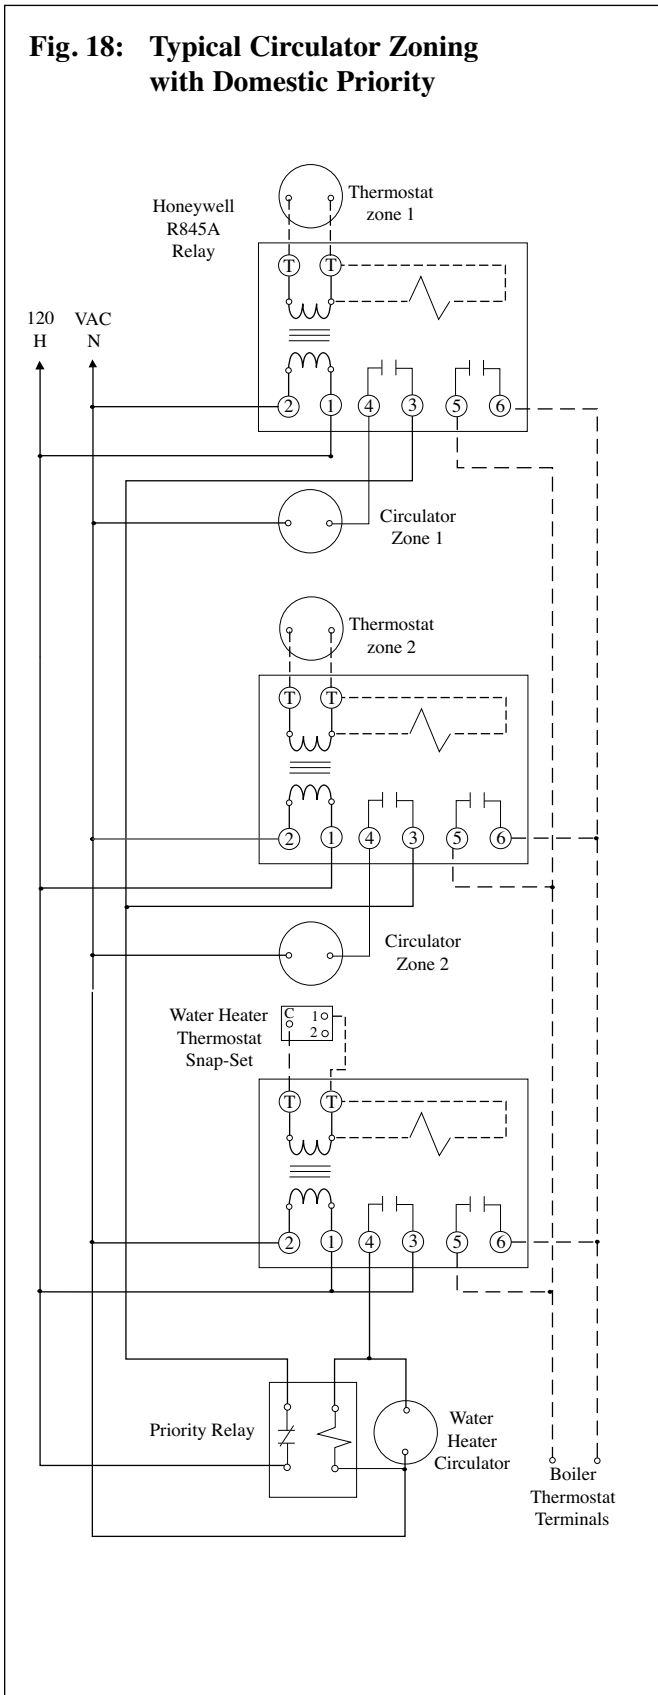 Fig. 18: Typical Circulator Zoning
with Domestic Priority
Thermostat
zone 1
Honeywell
R845A
Relay
120 VAC
H N
T T
2 1 4 3 5 6
Circulator
Zone 1
Thermostat
zone 2
T T
2 1 4 3 5 6
Circulator
Zone 2
Water Heater
Thermostat
Snap-Set
C 1
2
T T
2 1 4 3 5 6
Priority Relay
Water
Heater
Circulator
Boiler
Thermostat
Terminals